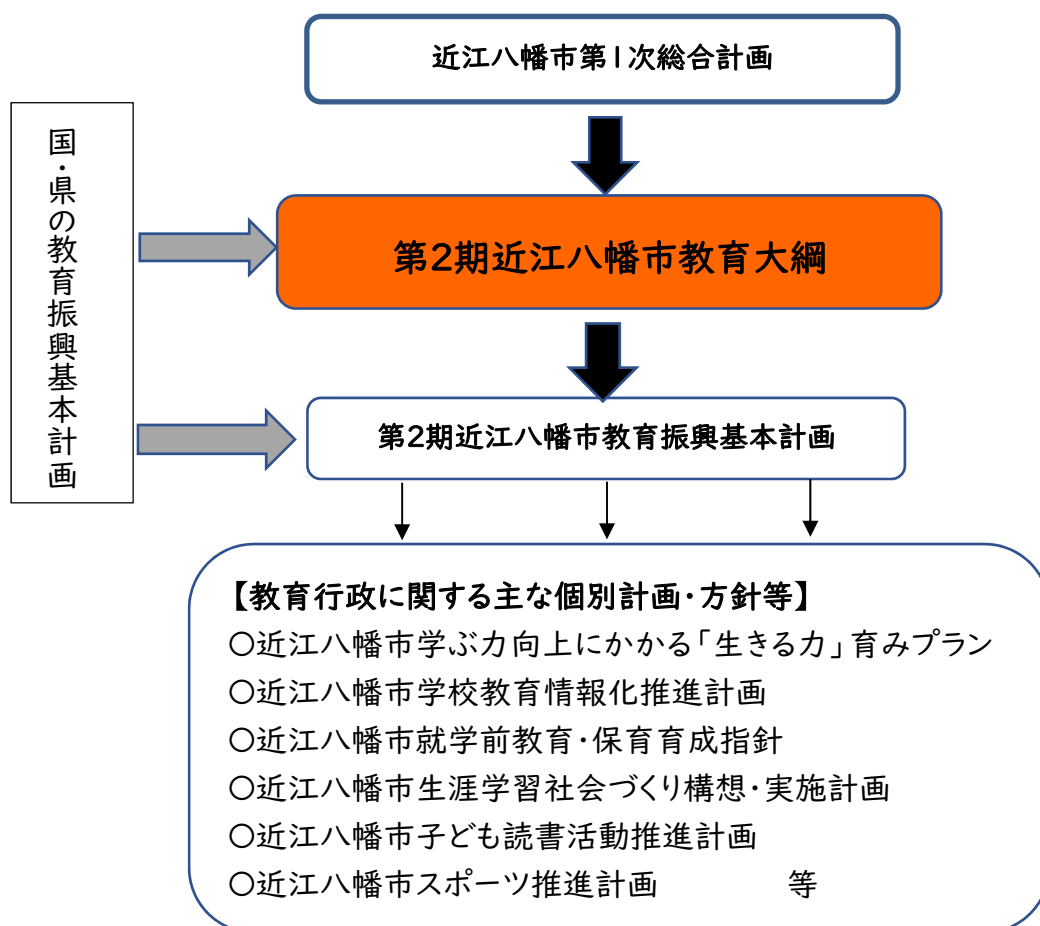 近江八幡市第1次総合計画
国・県の教育振興基本計画
第2期近江八幡市教育大綱
第2期近江八幡市教育振興基本計画
【教育行政に関する主な個別計画・方針等】
〇近江八幡市学ぶ力向上にかかる「生きる力」育みプラン
〇近江八幡市学校教育情報化推進計画
〇近江八幡市就学前教育・保育育成指針
〇近江八幡市生涯学習社会づくり構想・実施計画
〇近江八幡市子ども読書活動推進計画
〇近江八幡市スポーツ推進計画　　　　　等